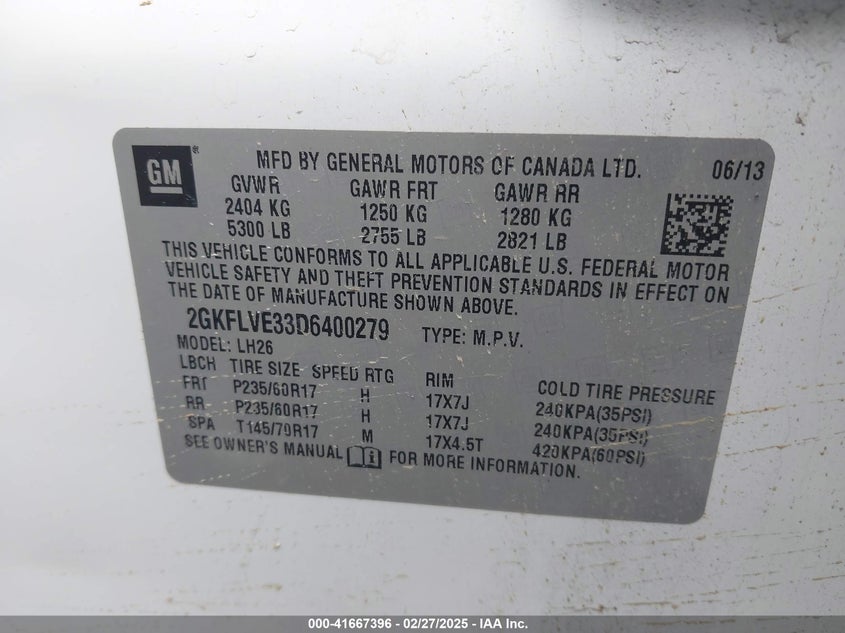 GM ®
MFD BY GENERAL MOTORS OF CANADA LTD. 06/13
GVWR GAWR FRT GAWR RR
2404 KG 1250 KG 1280 KG
5300 LB 2755 LB 2821 LB
THIS VEHICLE CONFORMS TO ALL APPLICABLE U.S. FEDERAL MOTOR
VEHICLE SAFETY AND THEFT PREVENTION STANDARDS IN EFFECT ON
THE DATE OF MANUFACTURE SHOWN ABOVE.
2GKFLVE33D6400279 TYPE: M.P.V.
MODEL: LH26
LBCH TIRE SIZE SPEED RTG RIM COLD TIRE PRESSURE
FRT P235/60R17 H 17X7J 240KPA(35PSI)
RR P235/60R17 H 17X7J 240KPA(35PSI)
SPA T145/70R17 M 17X4.5T 420KPA(60PSI)
SEE OWNER'S MANUAL FOR MORE INFORMATION.
000-41667396 - 02/27/2025 - IAA Inc.